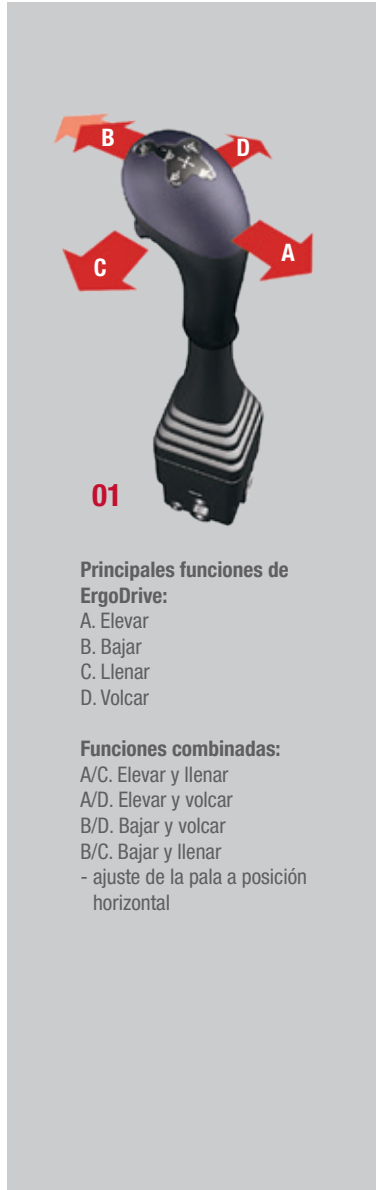 B
D
A
C
01
Principales funciones de
ErgoDrive:
A. Elevar
B. Bajar
C. Llenar
D. Volcar
Funciones combinadas:
A/C. Elevar y llenar
A/D. Elevar y volcar
B/D. Bajar y volcar
B/C. Bajar y llenar
- ajuste de la pala a posición
horizontal